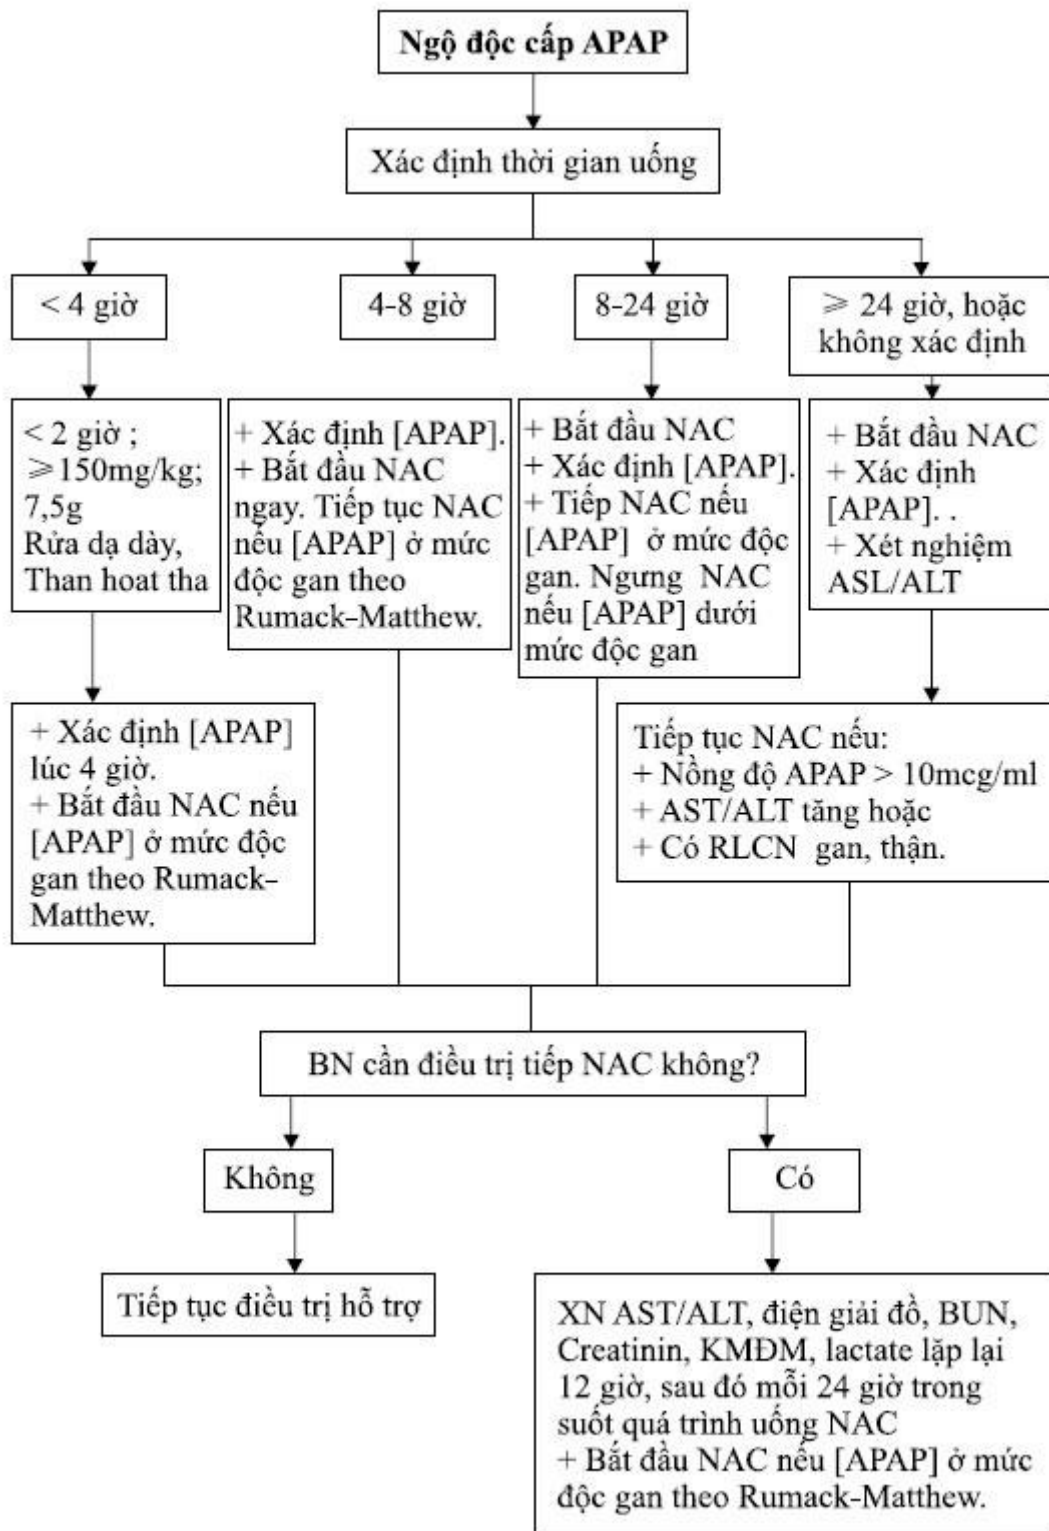 Ngộ độc cấp APAP
Xác định thời gian uống
< 4 giờ
4-8 giờ
8-24 giờ
⩾ 24 giờ, hoặc
không xác định
< 2 giờ ;
⩾150mg/kg;
7,5g
Rửa dạ dày,
Than hoat tha
+ Xác định [APAP].
+ Bắt đầu NAC
ngay. Tiếp tục NAC
nếu [APAP] ở mức
độc gan theo
Rumack-Matthew.
+ Bắt đầu NAC
+ Xác định [APAP].
+ Tiếp NAC nếu
[APAP] ở mức độc
gan. Ngưng NAC
nếu [APAP] dưới
mức độc gan
+ Bắt đầu NAC
+ Xác định
[APAP]. .
+ Xét nghiệm
ASL/ALT
+ Xác định [APAP]
lúc 4 giờ.
+ Bắt đầu NAC nếu
[APAP] ở mức độc
gan theo Rumack-
Matthew.
Tiếp tục NAC nếu:
+ Nồng độ APAP > 10mcg/ml
+ AST/ALT tăng hoặc
+ Có RLCN gan, thận.
BN cần điều trị tiếp NAC không?
Không
Có
Tiếp tục điều trị hỗ trợ
XN AST/ALT, điện giải đồ, BUN,
Creatinin, KMĐM, lactate lặp lại
12 giờ, sau đó mỗi 24 giờ trong
suốt quá trình uống NAC
+ Bắt đầu NAC nếu [APAP] ở mức
độc gan theo Rumack-Matthew.